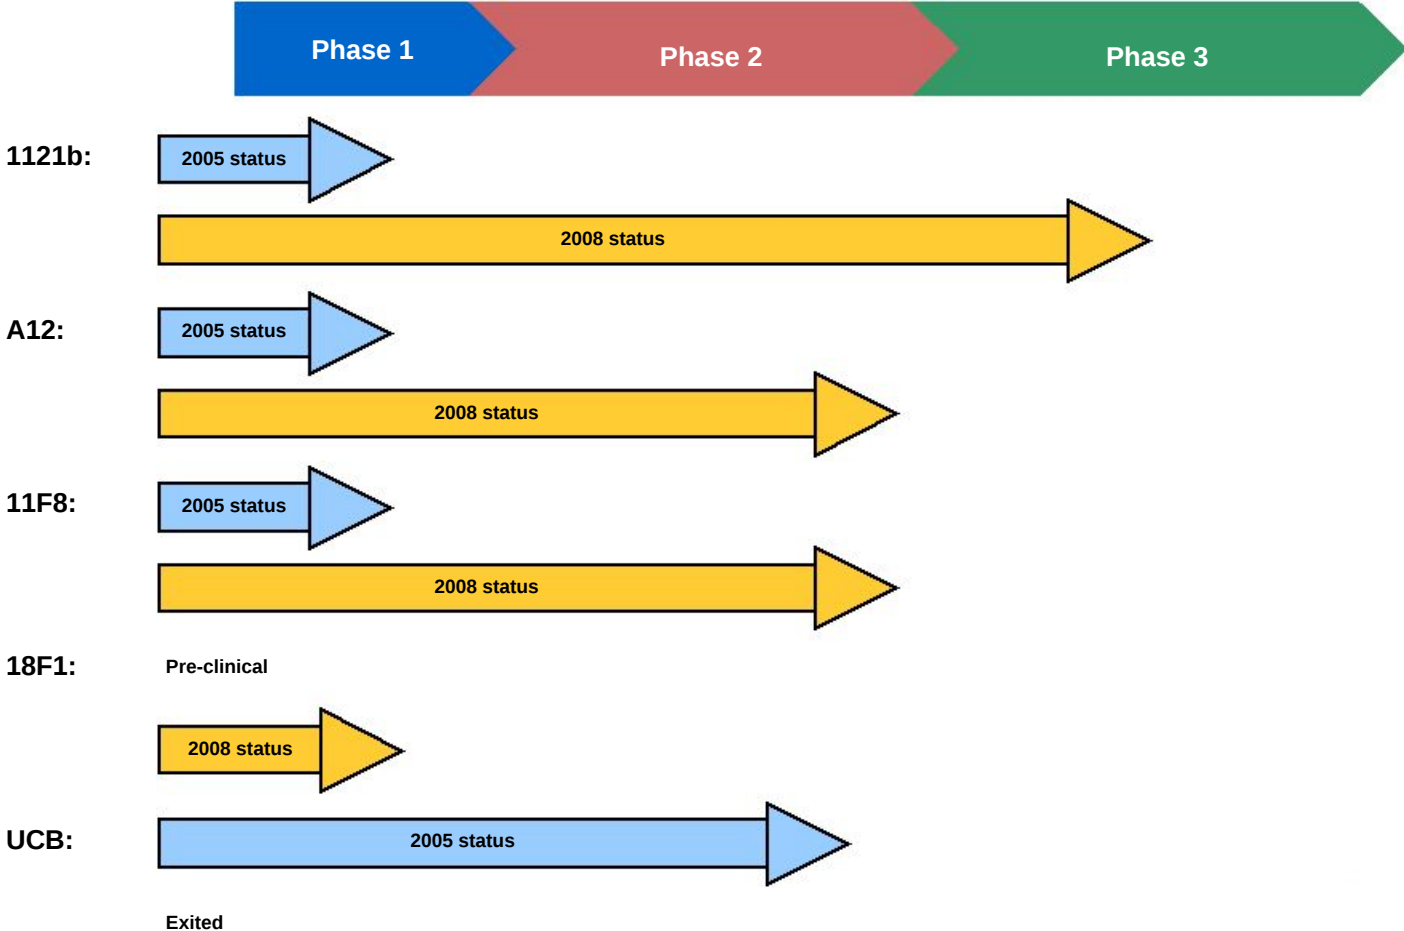 Phase 1
Phase 2
Phase 3
1121b:
2005 status
2008 status
A12:
2005 status
2008 status
11F8:
2005 status
2008 status
18F1:
Pre-clinical
2008 status
UCB:
2005 status
Exited